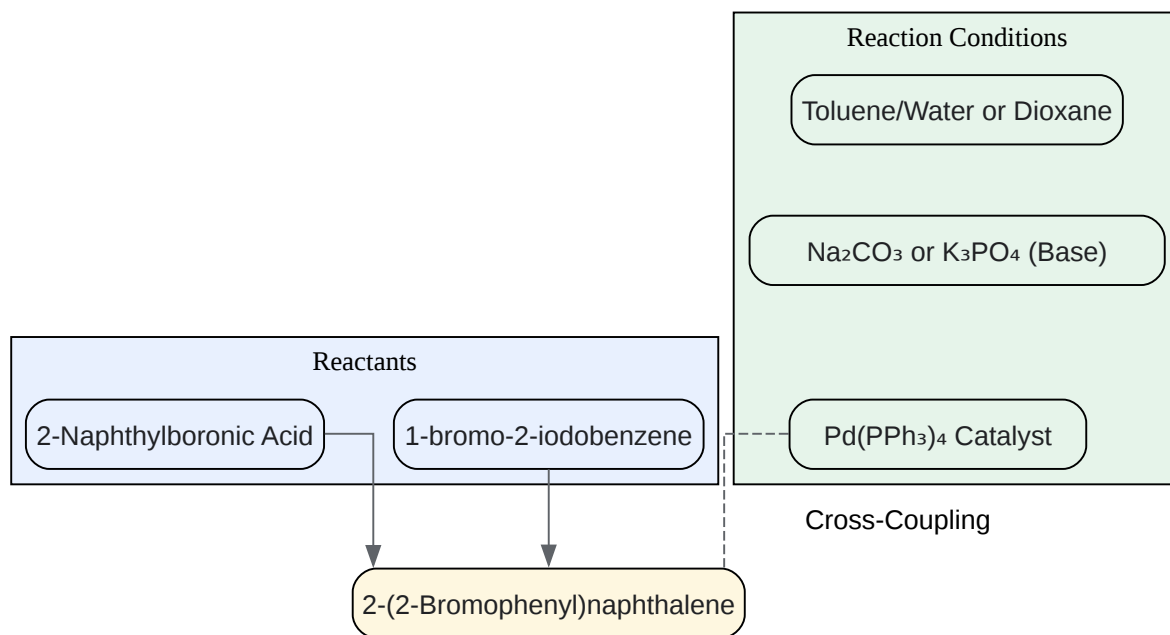 Reaction Conditions
Toluene/Water or Dioxane
Na₂CO₃ or K₃PO₄ (Base)
Reactants
2-Naphthylboronic Acid
1-bromo-2-iodobenzene
Pd(PPh₃)₄ Catalyst
Cross-Coupling
2-(2-Bromophenyl)naphthalene